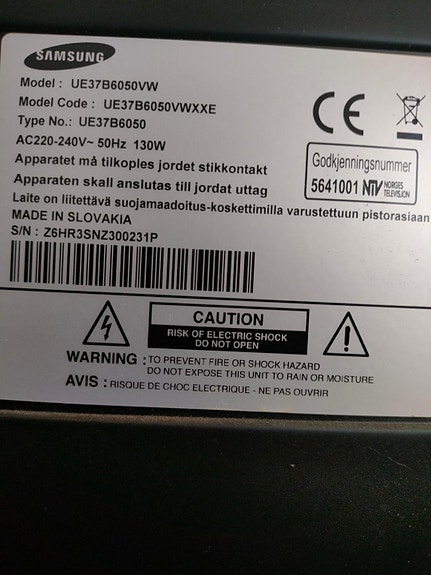 SAMSUNG
Model : UE37B6050VW
Model Code : UE37B6050VWXXE
Type No.: UE37B6050
AC220-240V~ 50Hz 130W
Apparatet må tilkoples jordet stikkontakt
Apparaten skall anslutas till jordat uttag
Laite on liitettävä suojamaadoitus-koskettimilla varustettuun pistorasiaan
MADE IN SLOVAKIA
S/N : Z6HR3SNZ300231P
CE
Godkjenningsnummer
5641001 NTV NORGES TELEVISJON
CAUTION
RISK OF ELECTRIC SHOCK
DO NOT OPEN
WARNING : TO PREVENT FIRE OR SHOCK HAZARD
DO NOT EXPOSE THIS UNIT TO RAIN OR MOISTURE
AVIS : RISQUE DE CHOC ELECTRIQUE - NE PAS OUVRIR